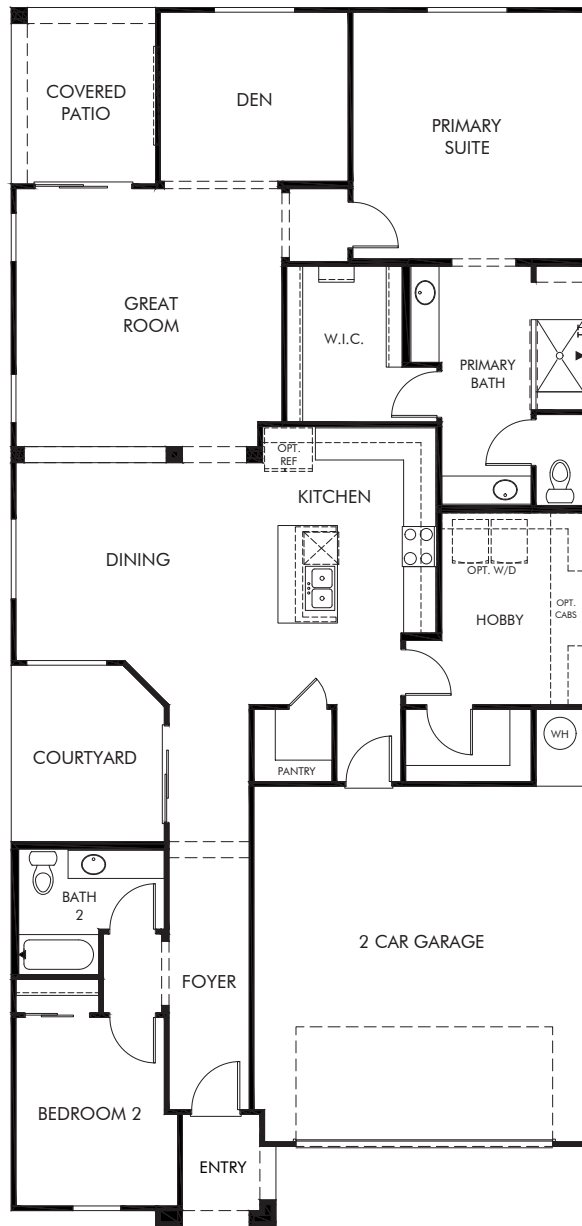 COVERED
PATIO
DEN
PRIMARY
SUITE
GREAT
ROOM
W.I.C.
PRIMARY
BATH
OPT.
REF
KITCHEN
DINING
OPT. W/D
HOBBY
OPT.
CABS
COURTYARD
PANTRY
WH
BATH
2
2 CAR GARAGE
FOYER
BEDROOM 2
ENTRY